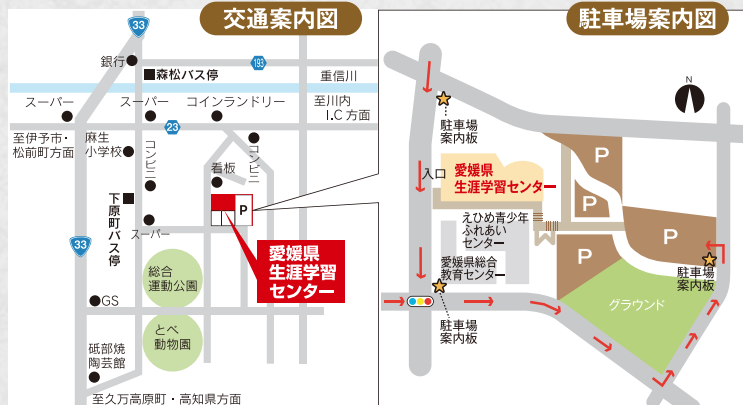 交通案内図
33
銀行
193
森松バス停
重信川
スーパー
スーパー
コインランドリー
至川内
I.C 方面
23
至伊予市・
松前町方面
麻生
小学校
コンビニ
コンビニ
看板
下原町バス停
P
スーパー
33
愛媛県
生涯学習
センター
総合
運動公園
GS
とべ
動物園
砥部焼
陶芸館
至久万高原町・高知県方面
駐車場案内図
N
駐車場
案内板
P
入口
愛媛県
生涯学習センター
P
えひめ青少年
ふれあい
センター
P
P
愛媛県総合
教育センター
駐車場
案内板
グラウンド
駐車場
案内板